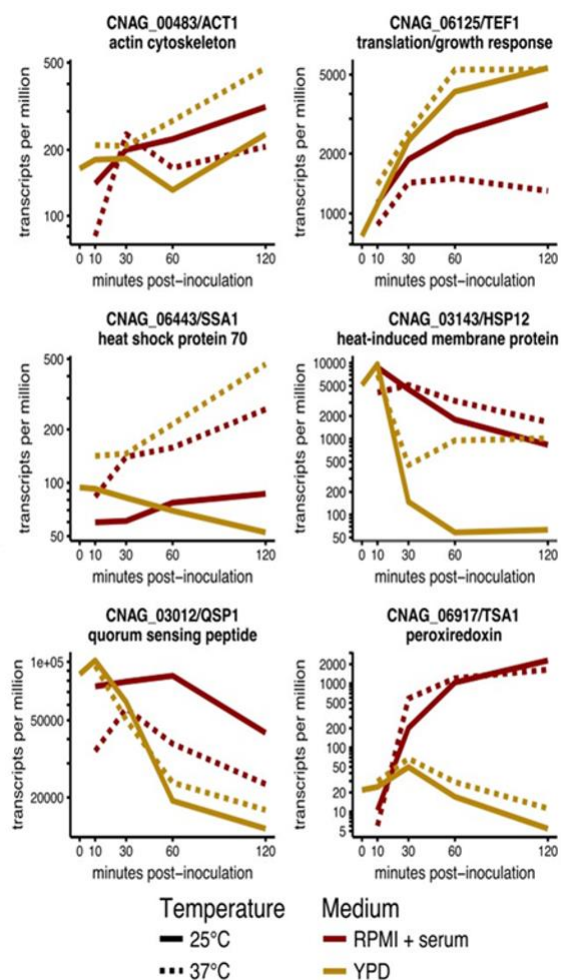 CNAG_00483/ACT1
actin cytoskeleton
500
200
100
transcripts per million
0 10 30 60 120
minutes post−inoculation
CNAG_06125/TEF1
translation/growth response
5000
2000
1000
transcripts per million
0 10 30 60 120
minutes post−inoculation
CNAG_06443/SSA1
heat shock protein 70
500
200
100
50
transcripts per million
0 10 30 60 120
minutes post−inoculation
CNAG_03143/HSP12
heat-induced membrane protein
10000
5000
2000
1000
500
200
100
50
transcripts per million
0 10 30 60 120
minutes post−inoculation
CNAG_03012/QSP1
quorum sensing peptide
1e+05
50000
20000
transcripts per million
0 10 30 60 120
minutes post−inoculation
CNAG_06917/TSA1
peroxiredoxin
2000
1000
500
200
100
50
20
10
5
transcripts per million
0 10 30 60 120
minutes post−inoculation
Temperature
25°C
37°C
Medium
RPMI + serum
YPD